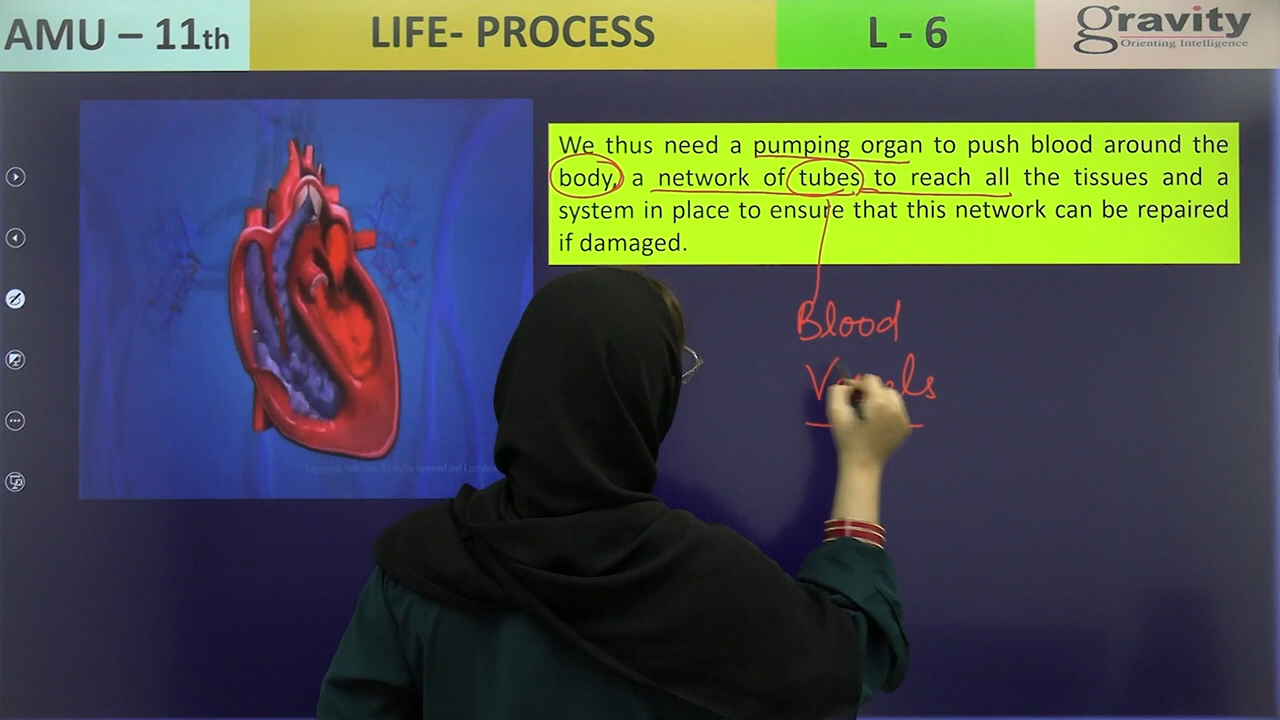 AMU – 11th
LIFE- PROCESS
L - 6
gravity
Orienting Intelligence
We thus need a pumping organ to push blood around the
body, a network of tubes to reach all the tissues and a
system in place to ensure that this network can be repaired
if damaged.
Blood